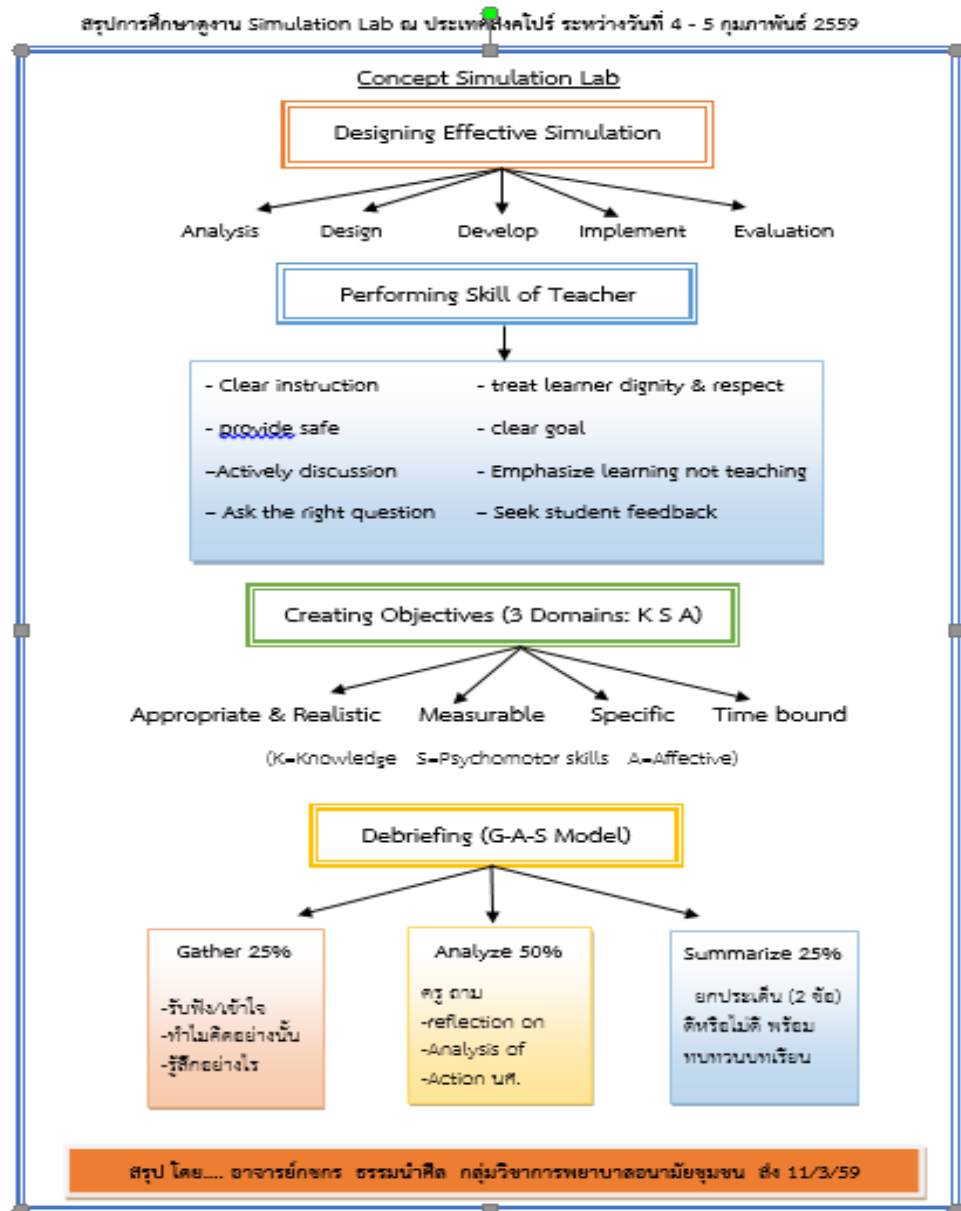 สรุปการศึกษาดูงาน Simulation Lab ณ ประเทศสิงคโปร์ ระหว่างวันที่ 4 - 5 กุมภาพันธ์ 2559
Concept Simulation Lab
Designing Effective Simulation
Analysis Design Develop Implement Evaluation
Performing Skill of Teacher
- Clear instruction - treat learner dignity & respect
- provide safe - clear goal
-Actively discussion - Emphasize learning not teaching
- Ask the right question - Seek student feedback
Creating Objectives (3 Domains: K S A)
Appropriate & Realistic Measurable Specific Time bound
(K=Knowledge S=Psychomotor skills A=Affective)
Debriefing (G-A-S Model)
Gather 25%
-รับฟัง/เข้าใจ
-ทำไมคิดอย่างนั้น
-รู้สึกอย่างไร
Analyze 50%
ครู ถาม
-reflection on
-Analysis of
-Action นศ.
Summarize 25%
ยกประเด็น (2 ข้อ)
ดีหรือไม่ดี พร้อม
ทบทวนบทเรียน
สรุป โดย.... อาจารย์กชกร ธรรมนำศีล กลุ่มวิชาการพยาบาลอนามัยชุมชน ส่ง 11/3/59